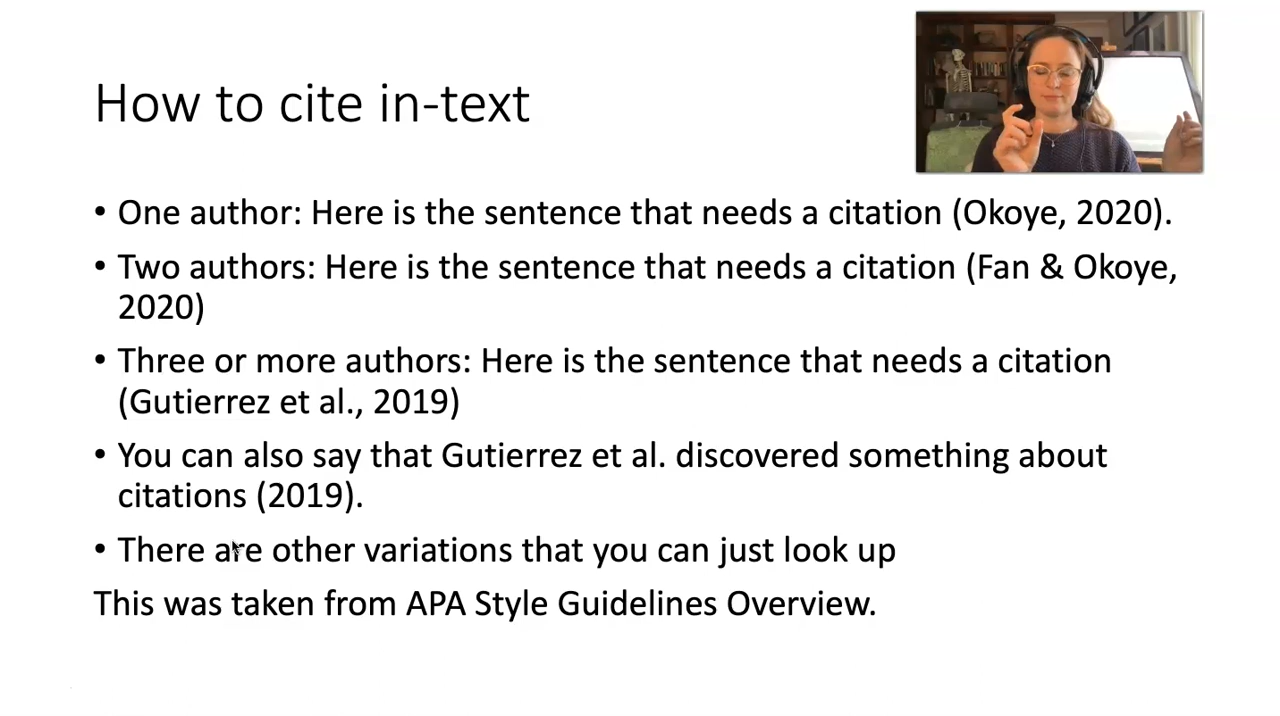 How to cite in-text
• One author: Here is the sentence that needs a citation (Okoye, 2020).
• Two authors: Here is the sentence that needs a citation (Fan & Okoye,
2020)
• Three or more authors: Here is the sentence that needs a citation
(Gutierrez et al., 2019)
• You can also say that Gutierrez et al. discovered something about
citations (2019).
• There are other variations that you can just look up
This was taken from APA Style Guidelines Overview.